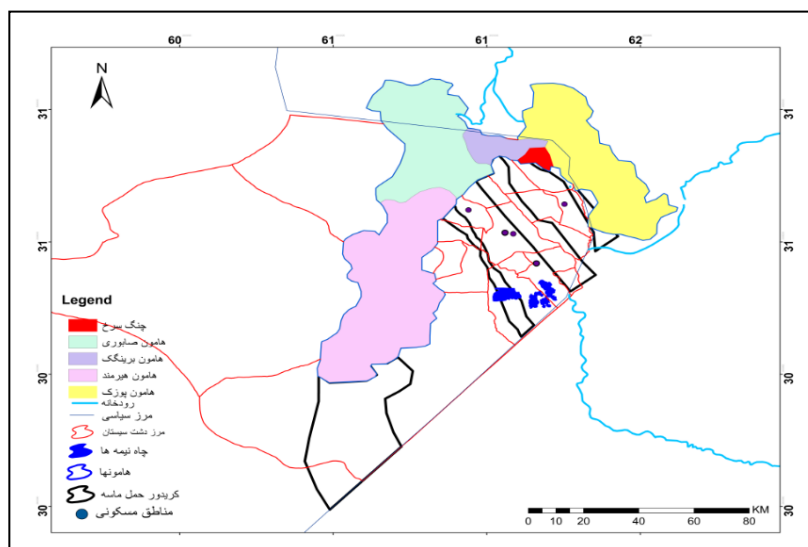 60 61 61 62
N
31 31
31 31
30 30
30 30
Legend
چنگ سرخ
هامون صابوری
هامون برینگک
هامون هیرمند
هامون پوزک
رودخانه
مرز سیاسی
مرز دشت سیستان
چاه نیمه ها
هامونها
کریدور حمل ماسه
مناطق مسکونی
KM
0 5 10 20 40 60 80